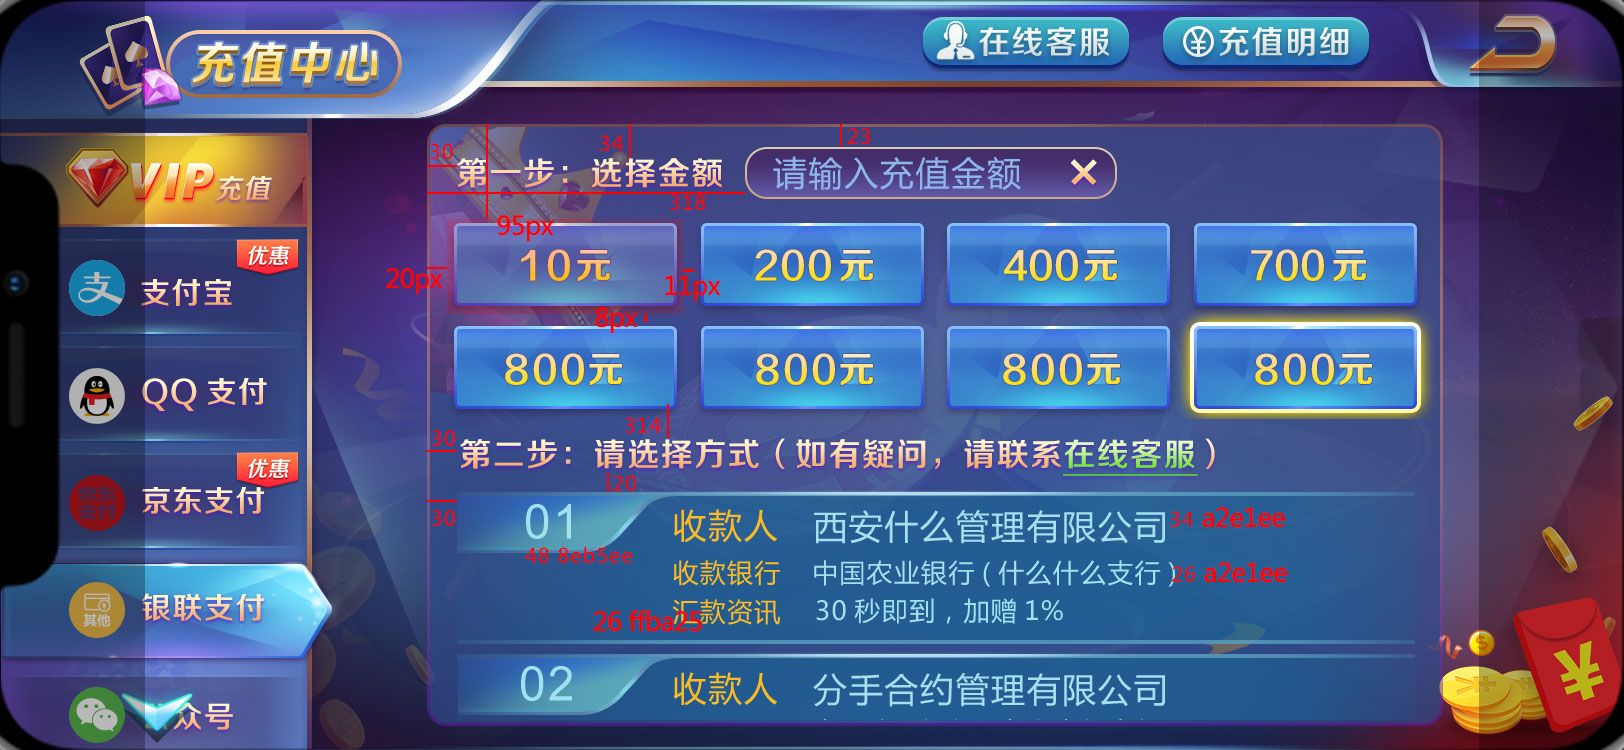 充值中心
在线客服
充值明细
VIP充值
优惠
支付宝
QQ 支付
优惠
京东支付
京东支付
其他
银联支付
众号
30
34
23
第一步：选择金额
请输入充值金额
318
95px
20px
11px
8px
10元
200元
400元
700元
800元
800元
800元
800元
314
30
第二步：请选择方式（如有疑问，请联系在线客服）
20
30
01
48 8eb5ee
收款人
西安什么管理有限公司
34 a2e1ee
收款银行
中国农业银行 ( 什么什么支行 )
26 a2e1ee
汇款资讯
30 秒即到，加赠 1%
26 ffba25
02
收款人
分手合约管理有限公司